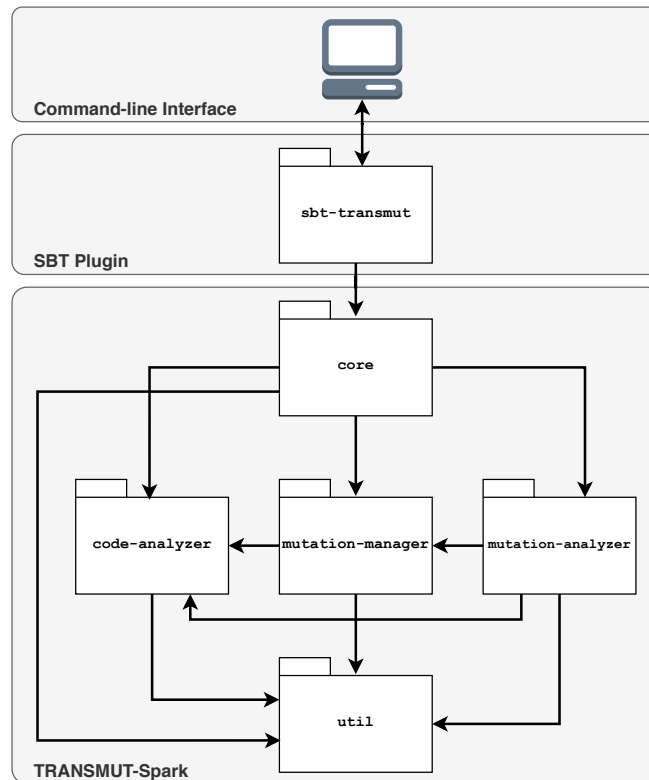 Command-line Interface
sbt-transmut
SBT Plugin
core
code-analyzer
mutation-manager
mutation-analyzer
util
TRANSMUT-Spark